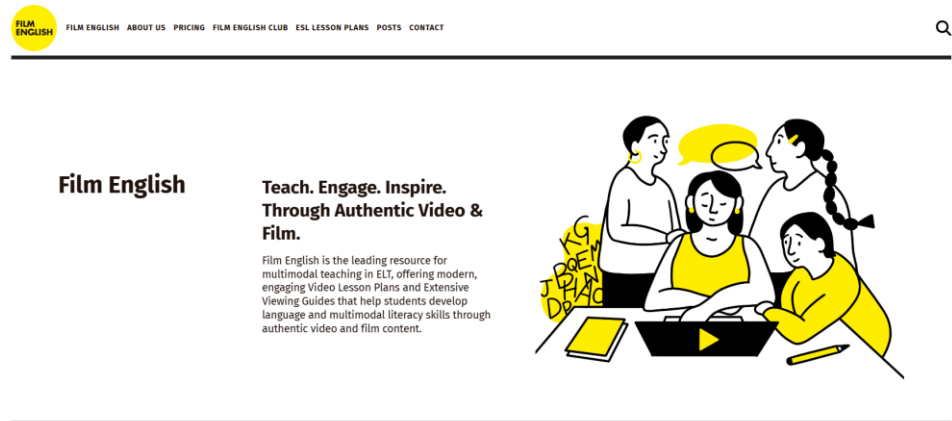 FILM
ENGLISH
FILM ENGLISH ABOUT US PRICING FILM ENGLISH CLUB ESL LESSON PLANS POSTS CONTACT
Film English
Teach. Engage. Inspire.
Through Authentic Video &
Film.
Film English is the leading resource for
multimodal teaching in ELT, offering modern,
engaging Video Lesson Plans and Extensive
Viewing Guides that help students develop
language and multimodal literacy skills through
authentic video and film content.